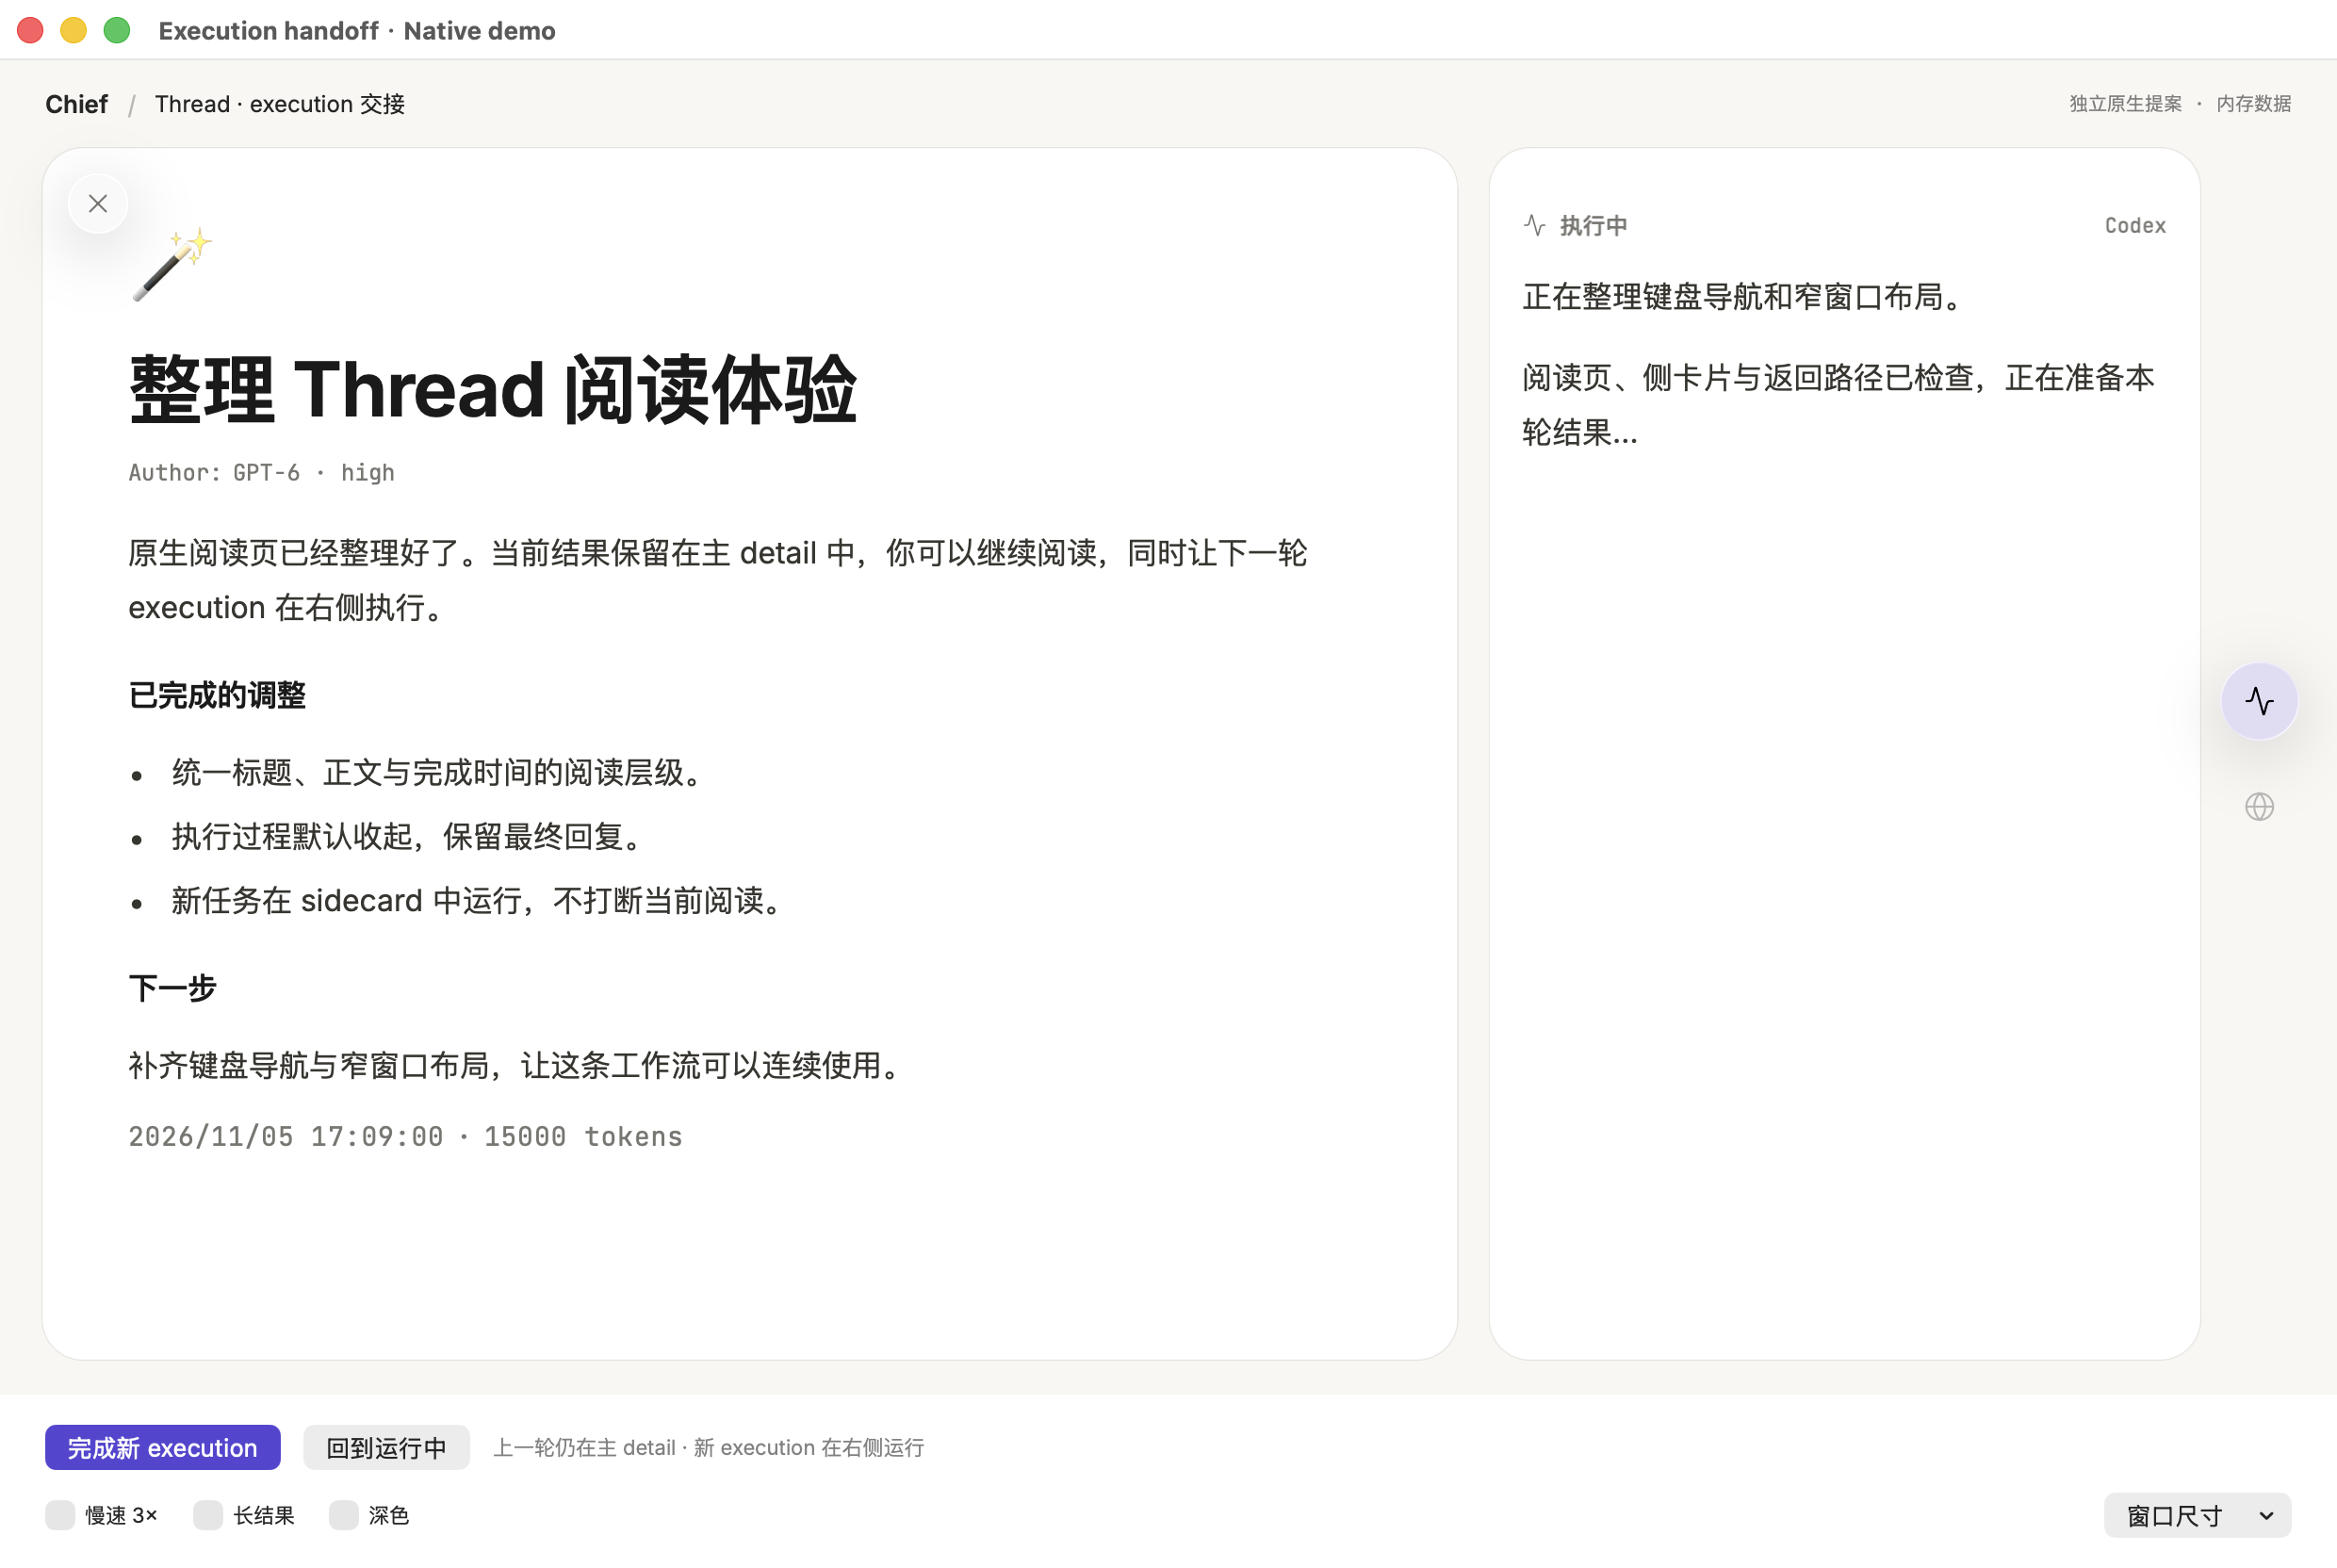 Execution handoff · Native demo
Chief / Thread · execution 交接
独立原生提案 · 内存数据
整理 Thread 阅读体验
Author: GPT-6 · high
原生阅读页已经整理好了。当前结果保留在主 detail 中，你可以继续阅读，同时让下一轮
execution 在右侧执行。
已完成的调整
• 统一标题、正文与完成时间的阅读层级。
• 执行过程默认收起，保留最终回复。
• 新任务在 sidecard 中运行，不打断当前阅读。
下一步
补齐键盘导航与窄窗口布局，让这条工作流可以连续使用。
2026/11/05 17:09:00 · 15000 tokens
执行中
Codex
正在整理键盘导航和窄窗口布局。
阅读页、侧卡片与返回路径已检查，正在准备本
轮结果...
完成新 execution
回到运行中
上一轮仍在主 detail · 新 execution 在右侧运行
慢速 3×
长结果
深色
窗口尺寸